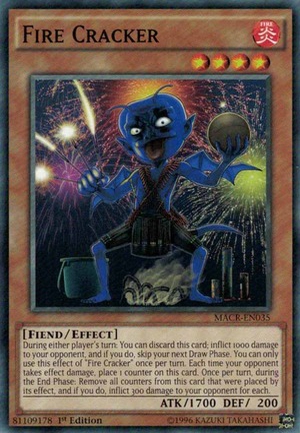 FIRE CRACKER
FIRE
炎
MACR-EN035
[FIEND/EFFECT]
During either player's turn: You can discard this card; inflict 1000 damage
to your opponent, and if you do, skip your next Draw Phase. You can only
use this effect of "Fire Cracker" once per turn. Each time your opponent
takes effect damage, place 1 counter on this card. Once per turn, during
the End Phase: Remove all counters from this card that were placed by its
effect, and if you do, inflict 300 damage to your opponent for each.
ATK/1700 DEF/ 200
81109178 1st Edition
©1996 KAZUKI TAKAHASHI